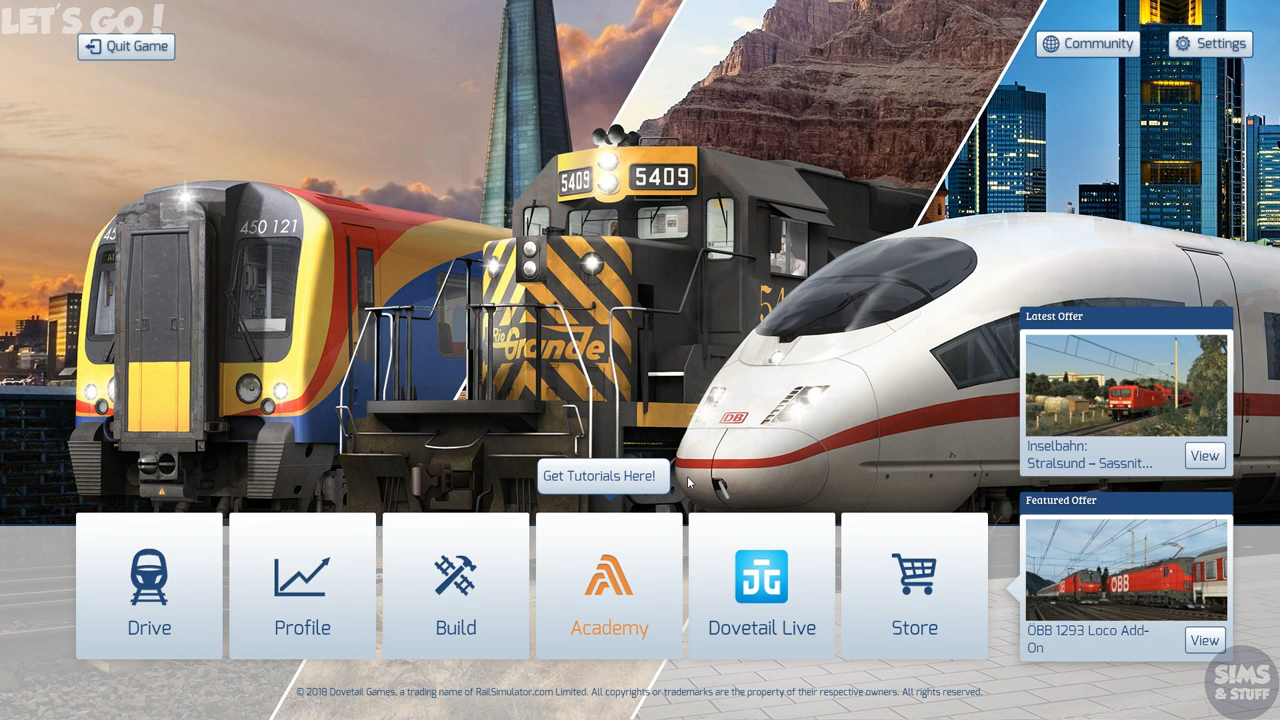 LET'S GO!
Quit Game
Community
Settings
450 121
5409
5409
Rio Grande
DB
Latest Offer
Inselbahn:
Stralsund – Sassnit...
View
Get Tutorials Here!
Featured Offer
ÖBB
ÖBB 1293 Loco Add-
On
View
Drive
Profile
Build
Academy
Dovetail Live
Store
© 2018 Dovetail Games, a trading name of RailSimulator.com Limited. All copyrights or trademarks are the property of their respective owners. All rights reserved.
SIMS
& STUFF